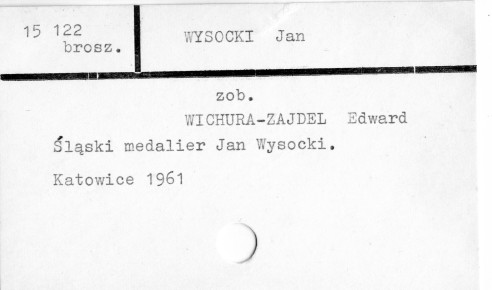 15 122
brosz.
WYSOCKI Jan
zob.
WICHURA-ZAJDEL Edward
Śląski medalier Jan Wysocki.
Katowice 1961